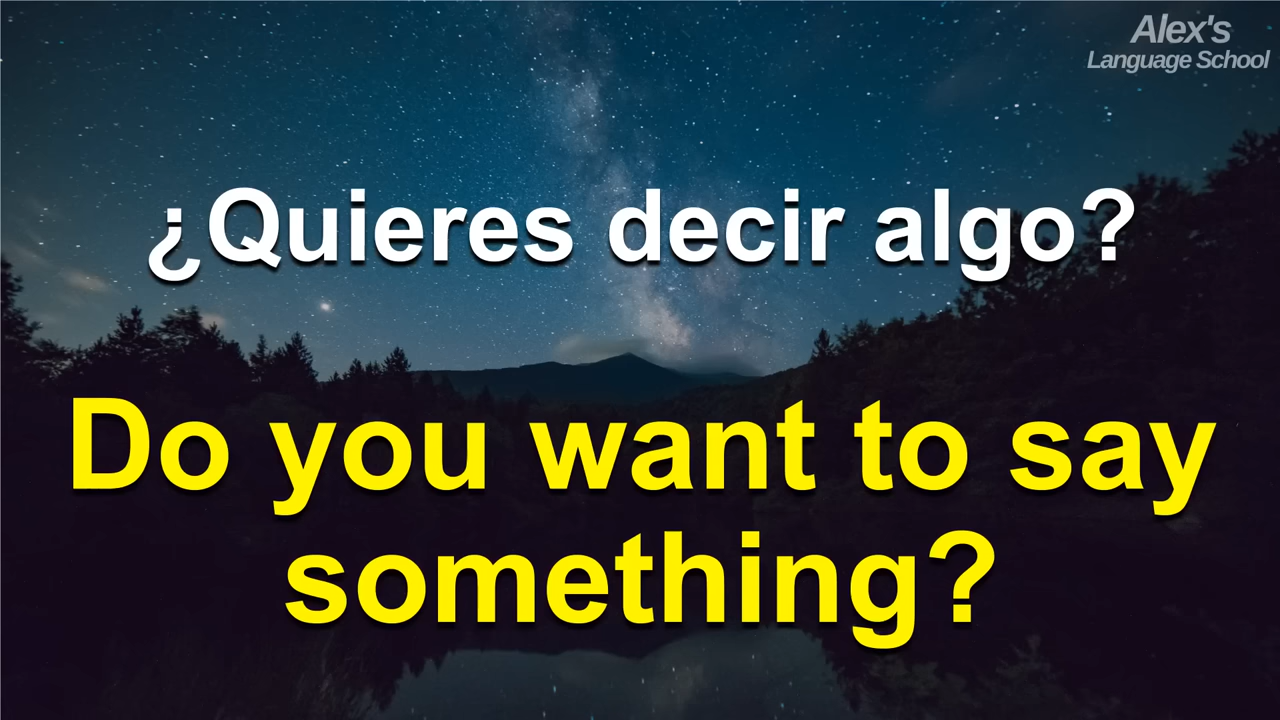 Alex's
Language School
¿Quieres decir algo?
Do you want to say
something?